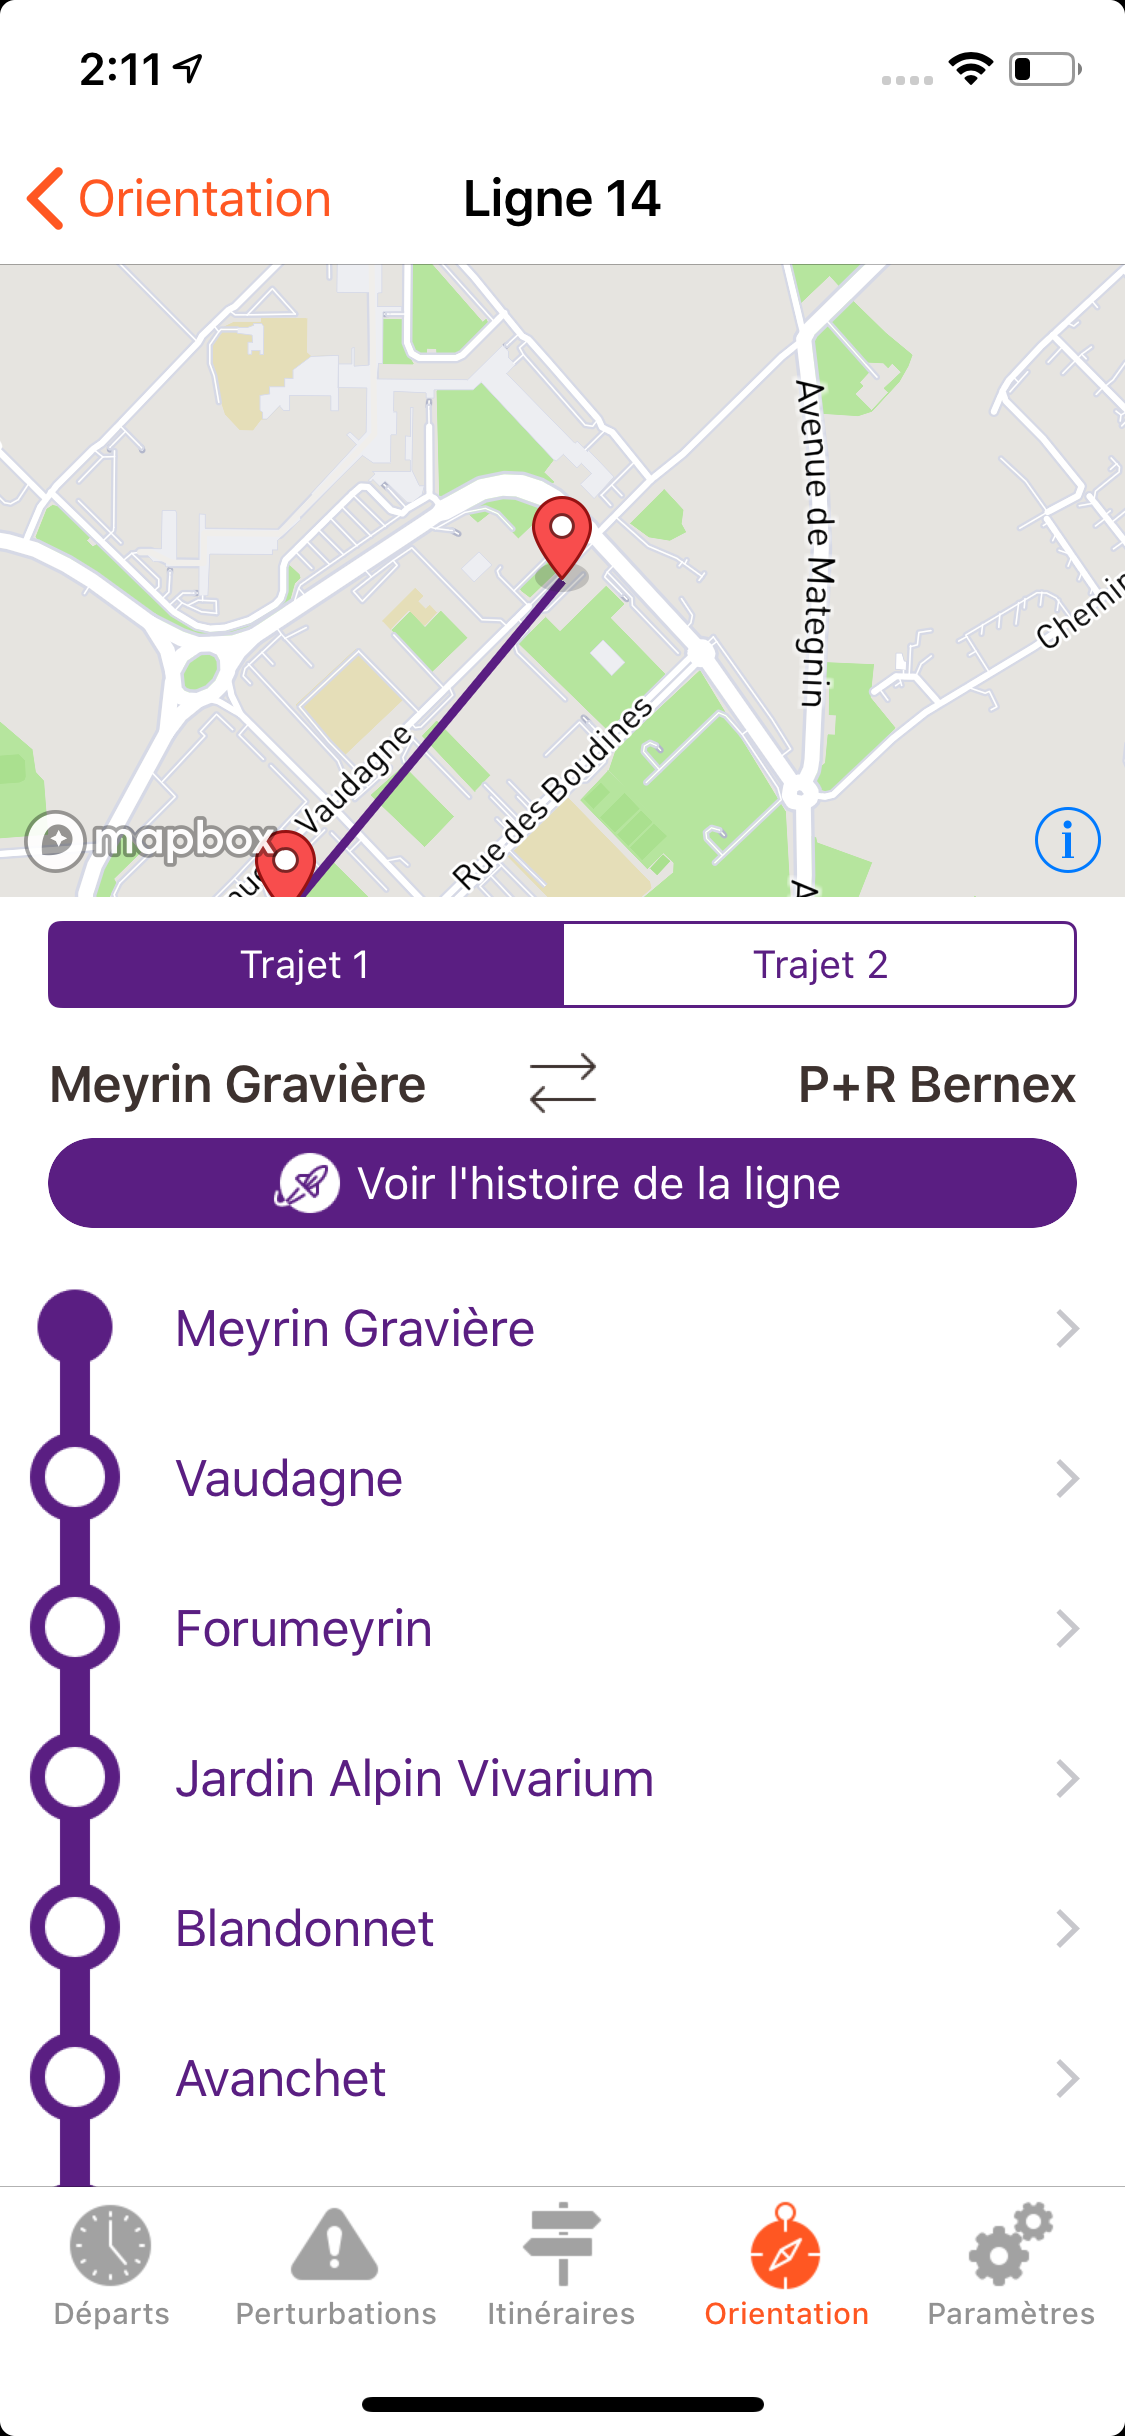 2:11
Orientation
Ligne 14
Avenue de Mategnin
Vaudagne
Rue des Boudines
mapbox
i
Trajet 1
Trajet 2
Meyrin Gravière
P+R Bernex
Voir l'histoire de la ligne
Meyrin Gravière
Vaudagne
Forumeyrin
Jardin Alpin Vivarium
Blandonnet
Avanchet
Départs
Perturbations
Itinéraires
Orientation
Paramètres